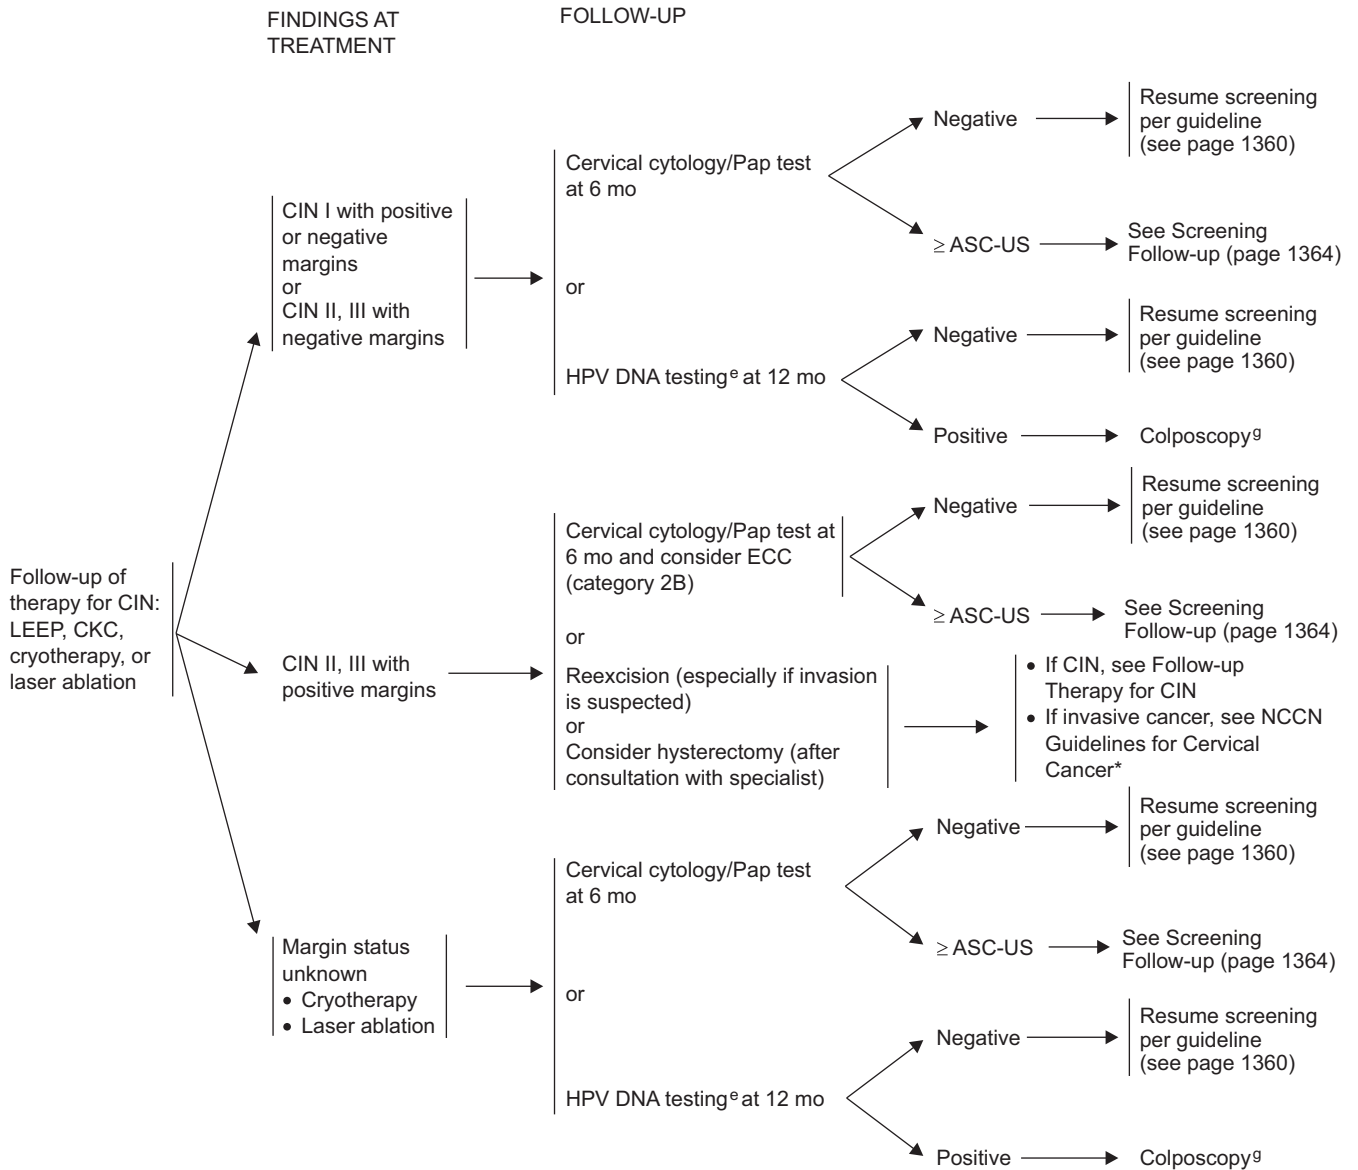 FINDINGS AT
TREATMENT
FOLLOW-UP
Follow-up of
therapy for CIN:
LEEP, CKC,
cryotherapy, or
laser ablation
CIN I with positive
or negative
margins
or
CIN II, III with
negative margins
Cervical cytology/Pap test
at 6 mo
Negative
Resume screening
per guideline
(see page 1360)
≥ ASC-US
See Screening
Follow-up (page 1364)
or
HPV DNA testing e at 12 mo
Negative
Resume screening
per guideline
(see page 1360)
Positive
Colposcopy g
CIN II, III with
positive margins
Cervical cytology/Pap test at
6 mo and consider ECC
(category 2B)
Negative
Resume screening
per guideline
(see page 1360)
≥ ASC-US
See Screening
Follow-up (page 1364)
or
Reexcision (especially if invasion
is suspected)
or
Consider hysterectomy (after
consultation with specialist)
• If CIN, see Follow-up
Therapy for CIN
• If invasive cancer, see NCCN
Guidelines for Cervical
Cancer*
Margin status
unknown
• Cryotherapy
• Laser ablation
Cervical cytology/Pap test
at 6 mo
Negative
Resume screening
per guideline
(see page 1360)
≥ ASC-US
See Screening
Follow-up (page 1364)
or
HPV DNA testing e at 12 mo
Negative
Resume screening
per guideline
(see page 1360)
Positive
Colposcopy g